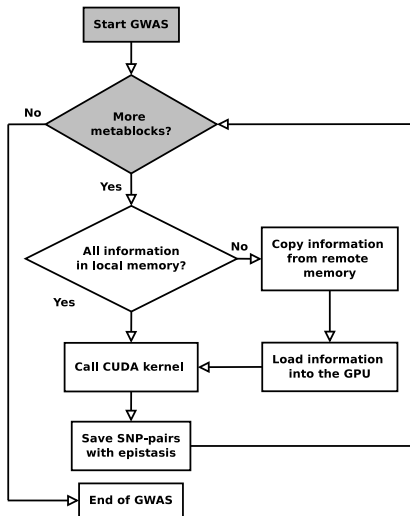 Start GWAS
More
metablocks?
No
Yes
All information
in local memory?
No
Copy information
from remote
memory
Yes
Call CUDA kernel
Load information
into the GPU
Save SNP-pairs
with epistasis
End of GWAS